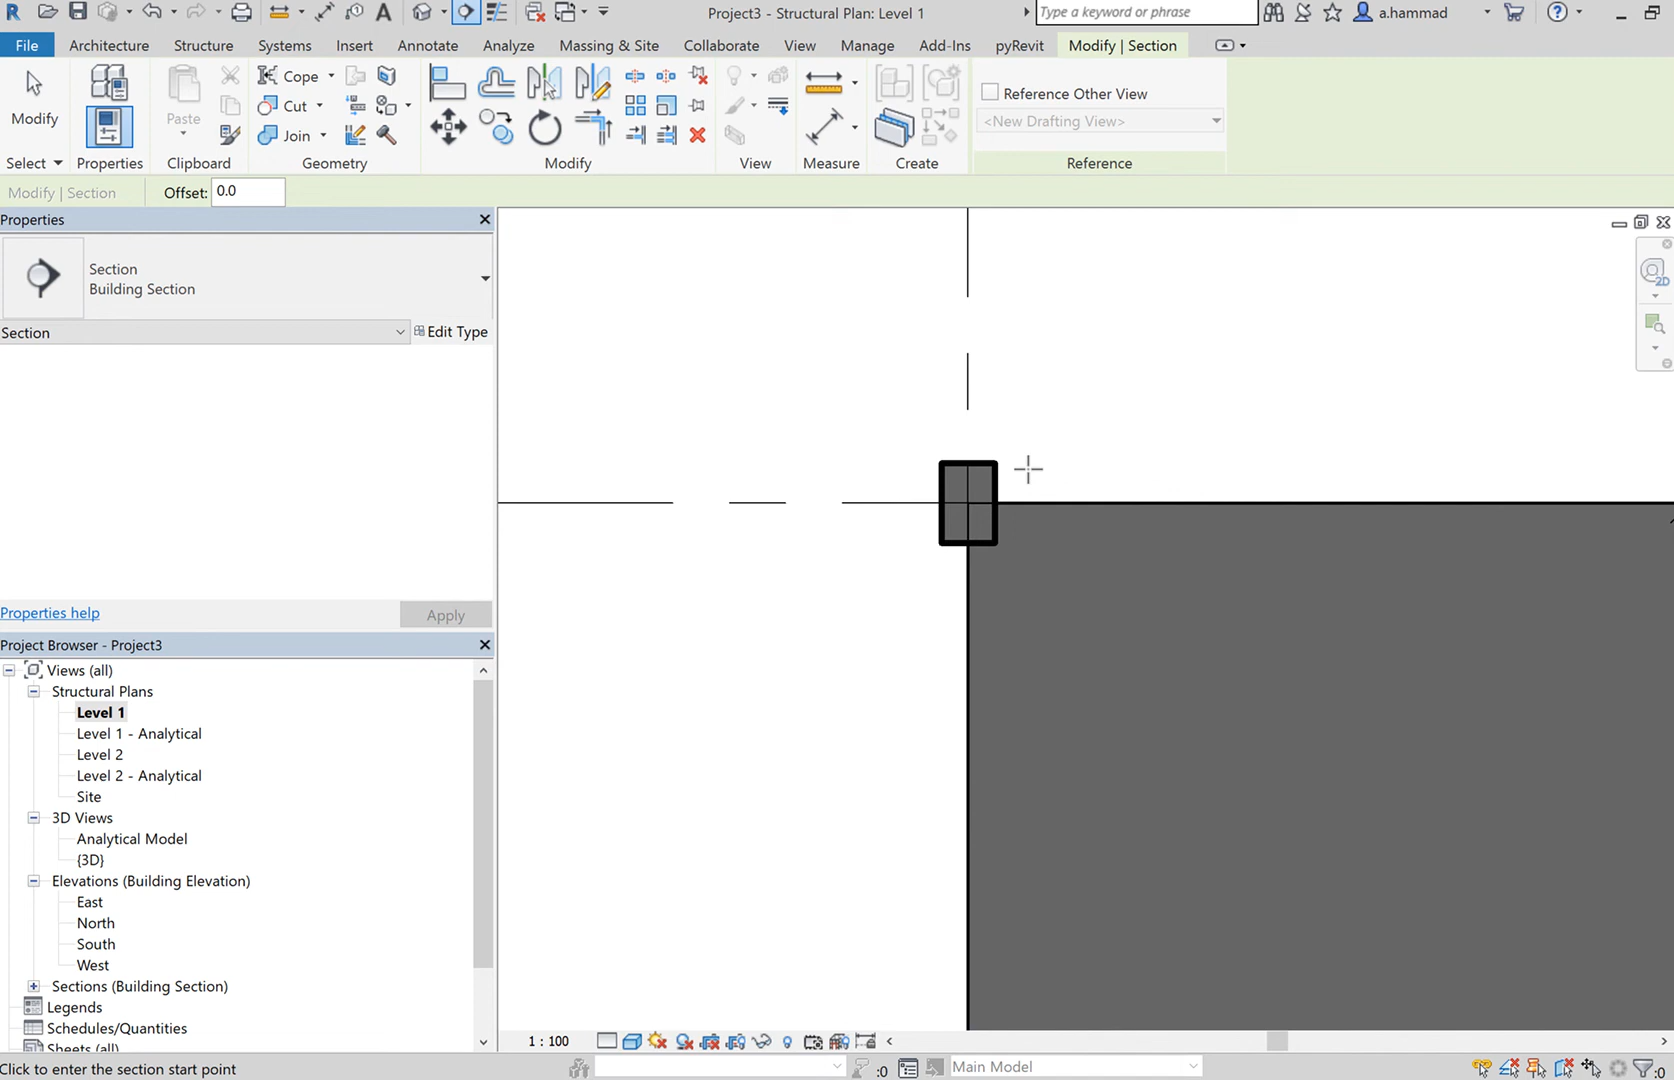 Project3 - Structural Plan: Level 1
Type a keyword or phrase
a.hammad
File
Architecture
Structure
Systems
Insert
Annotate
Analyze
Massing & Site
Collaborate
View
Manage
Add-Ins
pyRevit
Modify | Section
Modify
Paste
Cope
Cut
Join
Reference Other View
<New Drafting View>
Select
Properties
Clipboard
Geometry
Modify
View
Measure
Create
Reference
Modify | Section
Offset: 0.0
Properties
Section
Building Section
Section
Edit Type
2D
Properties help
Apply
Project Browser - Project3
Views (all)
Structural Plans
Level 1
Level 1 - Analytical
Level 2
Level 2 - Analytical
Site
3D Views
Analytical Model
{3D}
Elevations (Building Elevation)
East
North
South
West
Sections (Building Section)
Legends
Schedules/Quantities
Sheets (all)
1 : 100
Click to enter the section start point
:0
Main Model
:0